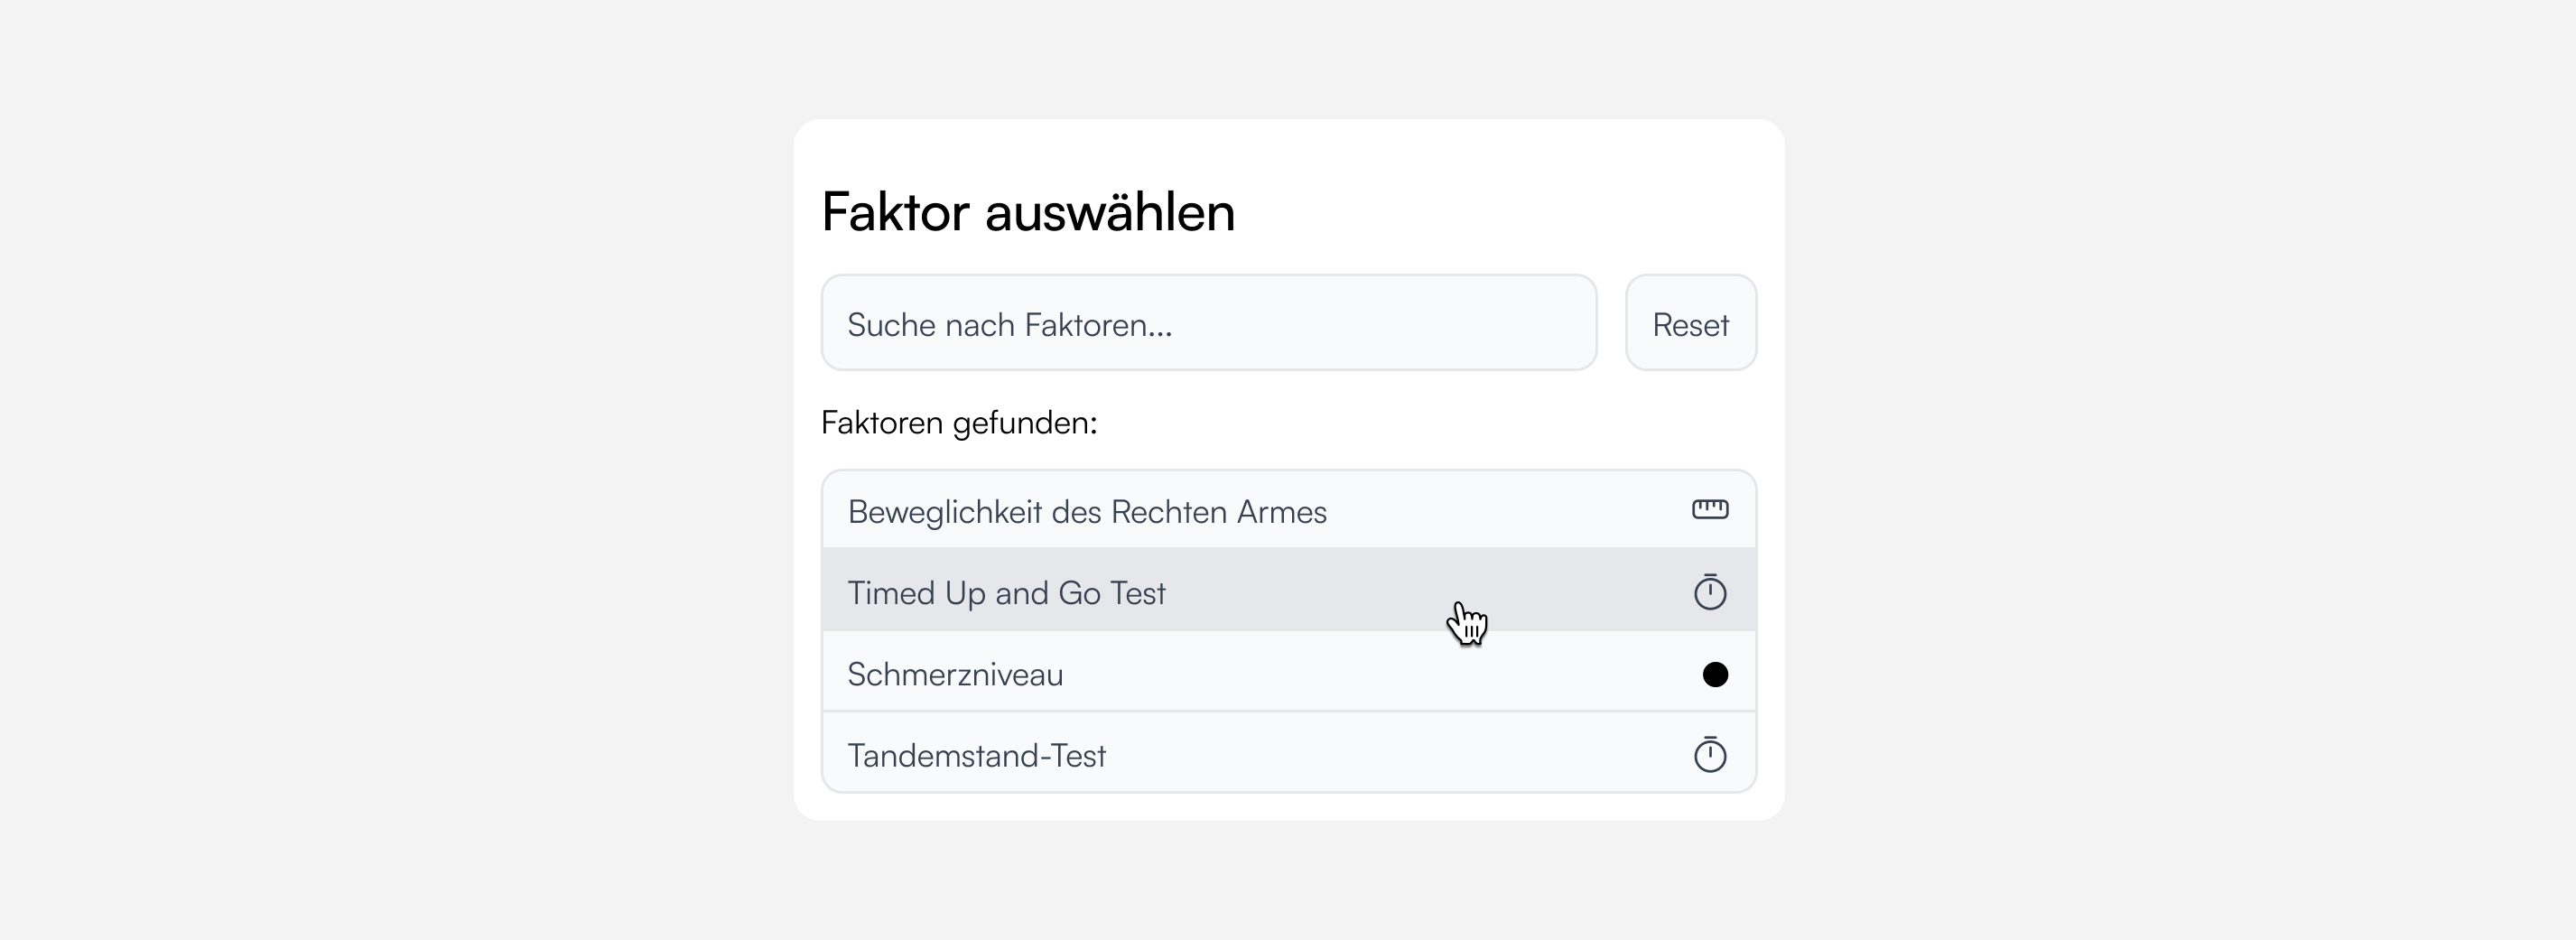 Faktor auswählen
Suche nach Faktoren...
Reset
Faktoren gefunden:
Beweglichkeit des Rechten Armes
Timed Up and Go Test
Schmerzniveau
Tandemstand-Test